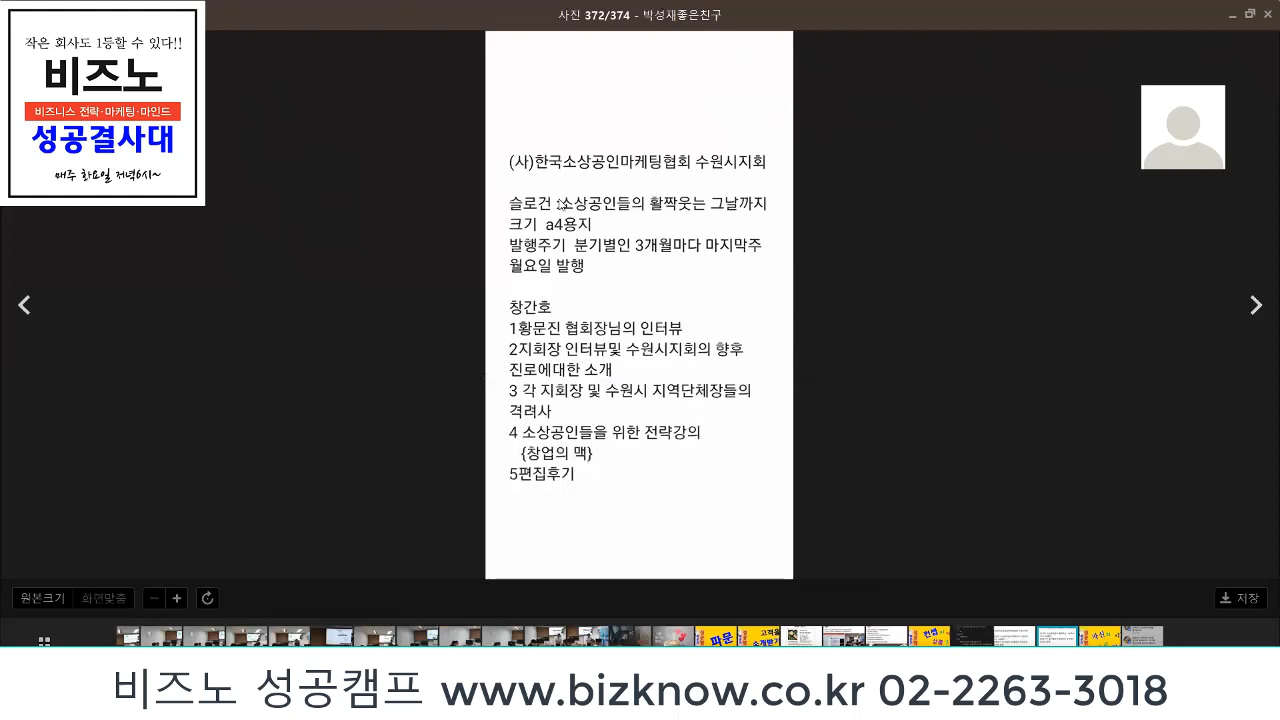 사진 372/374 - 박성재좋은친구
작은 회사도 1등할 수 있다!!
비즈노
비즈니스 전략·마케팅·마인드
성공결사대
매주 화요일 저녁6시~
(사)한국소상공인마케팅협회 수원시지회
슬로건 :소상공인들의 활짝웃는 그날까지
크기 a4용지
발행주기 분기별인 3개월마다 마지막주
월요일 발행
창간호
1황문진 협회장님의 인터뷰
2지회장 인터뷰및 수원시지회의 향후
진로에대한 소개
3 각 지회장 및 수원시 지역단체장들의
격려사
4 소상공인들을 위한 전략강의
{창업의 맥}
5편집후기
원본크기 화면맞춤
저장
파문
고객을
비즈노 성공캠프 www.bizknow.co.kr 02-2263-3018